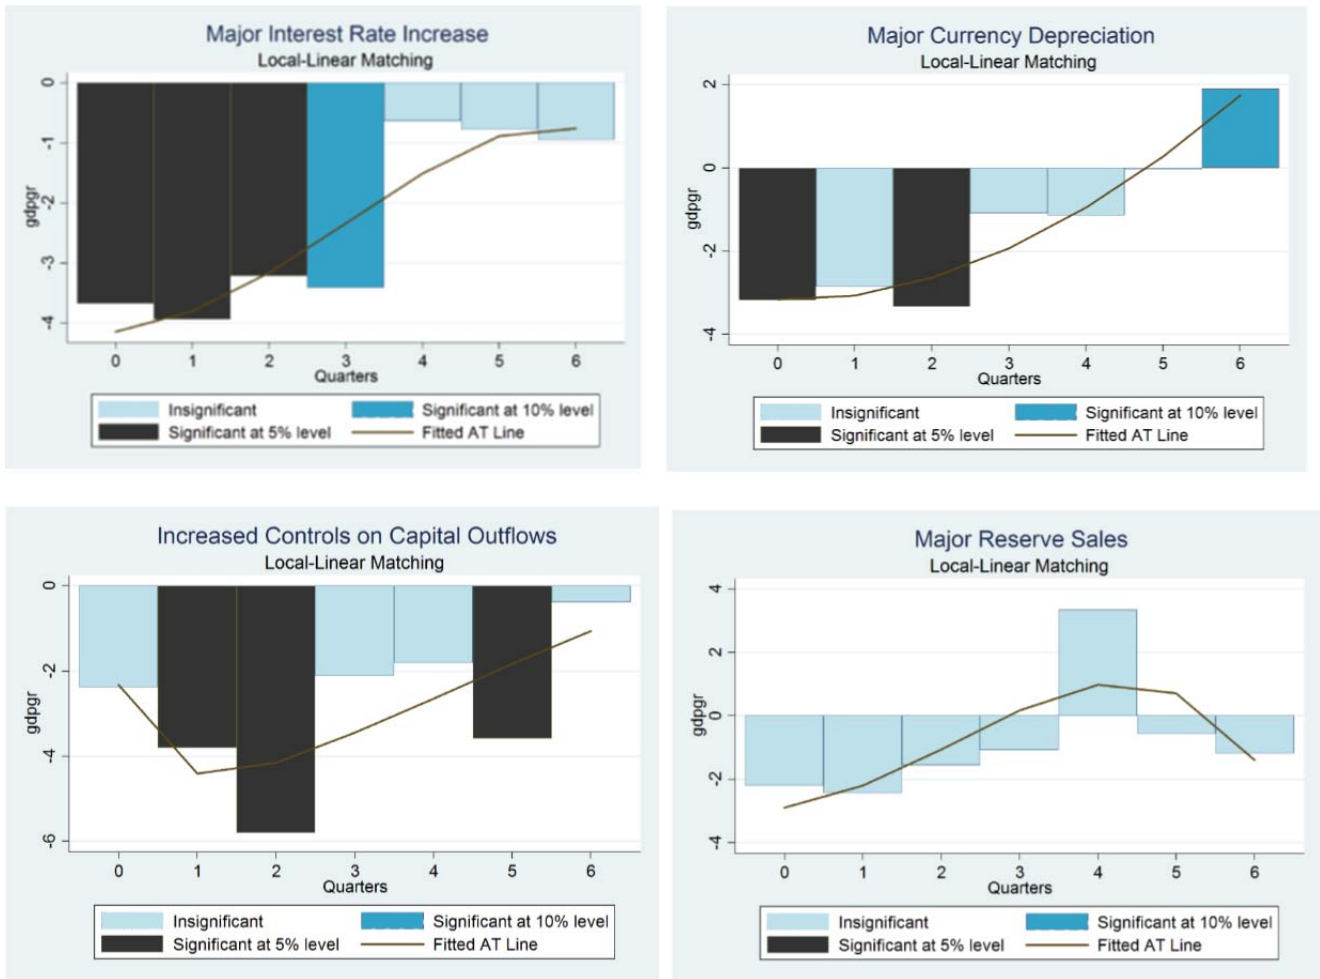 Major Interest Rate Increase
Local-Linear Matching
0
-1
-2
-3
-4
gdpgr
0 1 2 3 4 5 6
Quarters
Insignificant Significant at 10% level
Significant at 5% level Fitted AT Line
Major Currency Depreciation
Local-Linear Matching
2
0
-2
-4
gdpgr
0 1 2 3 4 5 6
Quarters
Insignificant Significant at 10% level
Significant at 5% level Fitted AT Line
Increased Controls on Capital Outflows
Local-Linear Matching
0
-2
-4
-6
gdpgr
0 1 2 3 4 5 6
Quarters
Insignificant Significant at 10% level
Significant at 5% level Fitted AT Line
Major Reserve Sales
Local-Linear Matching
4
2
0
-2
-4
gdpgr
0 1 2 3 4 5 6
Quarters
Insignificant Significant at 10% level
Significant at 5% level Fitted AT Line